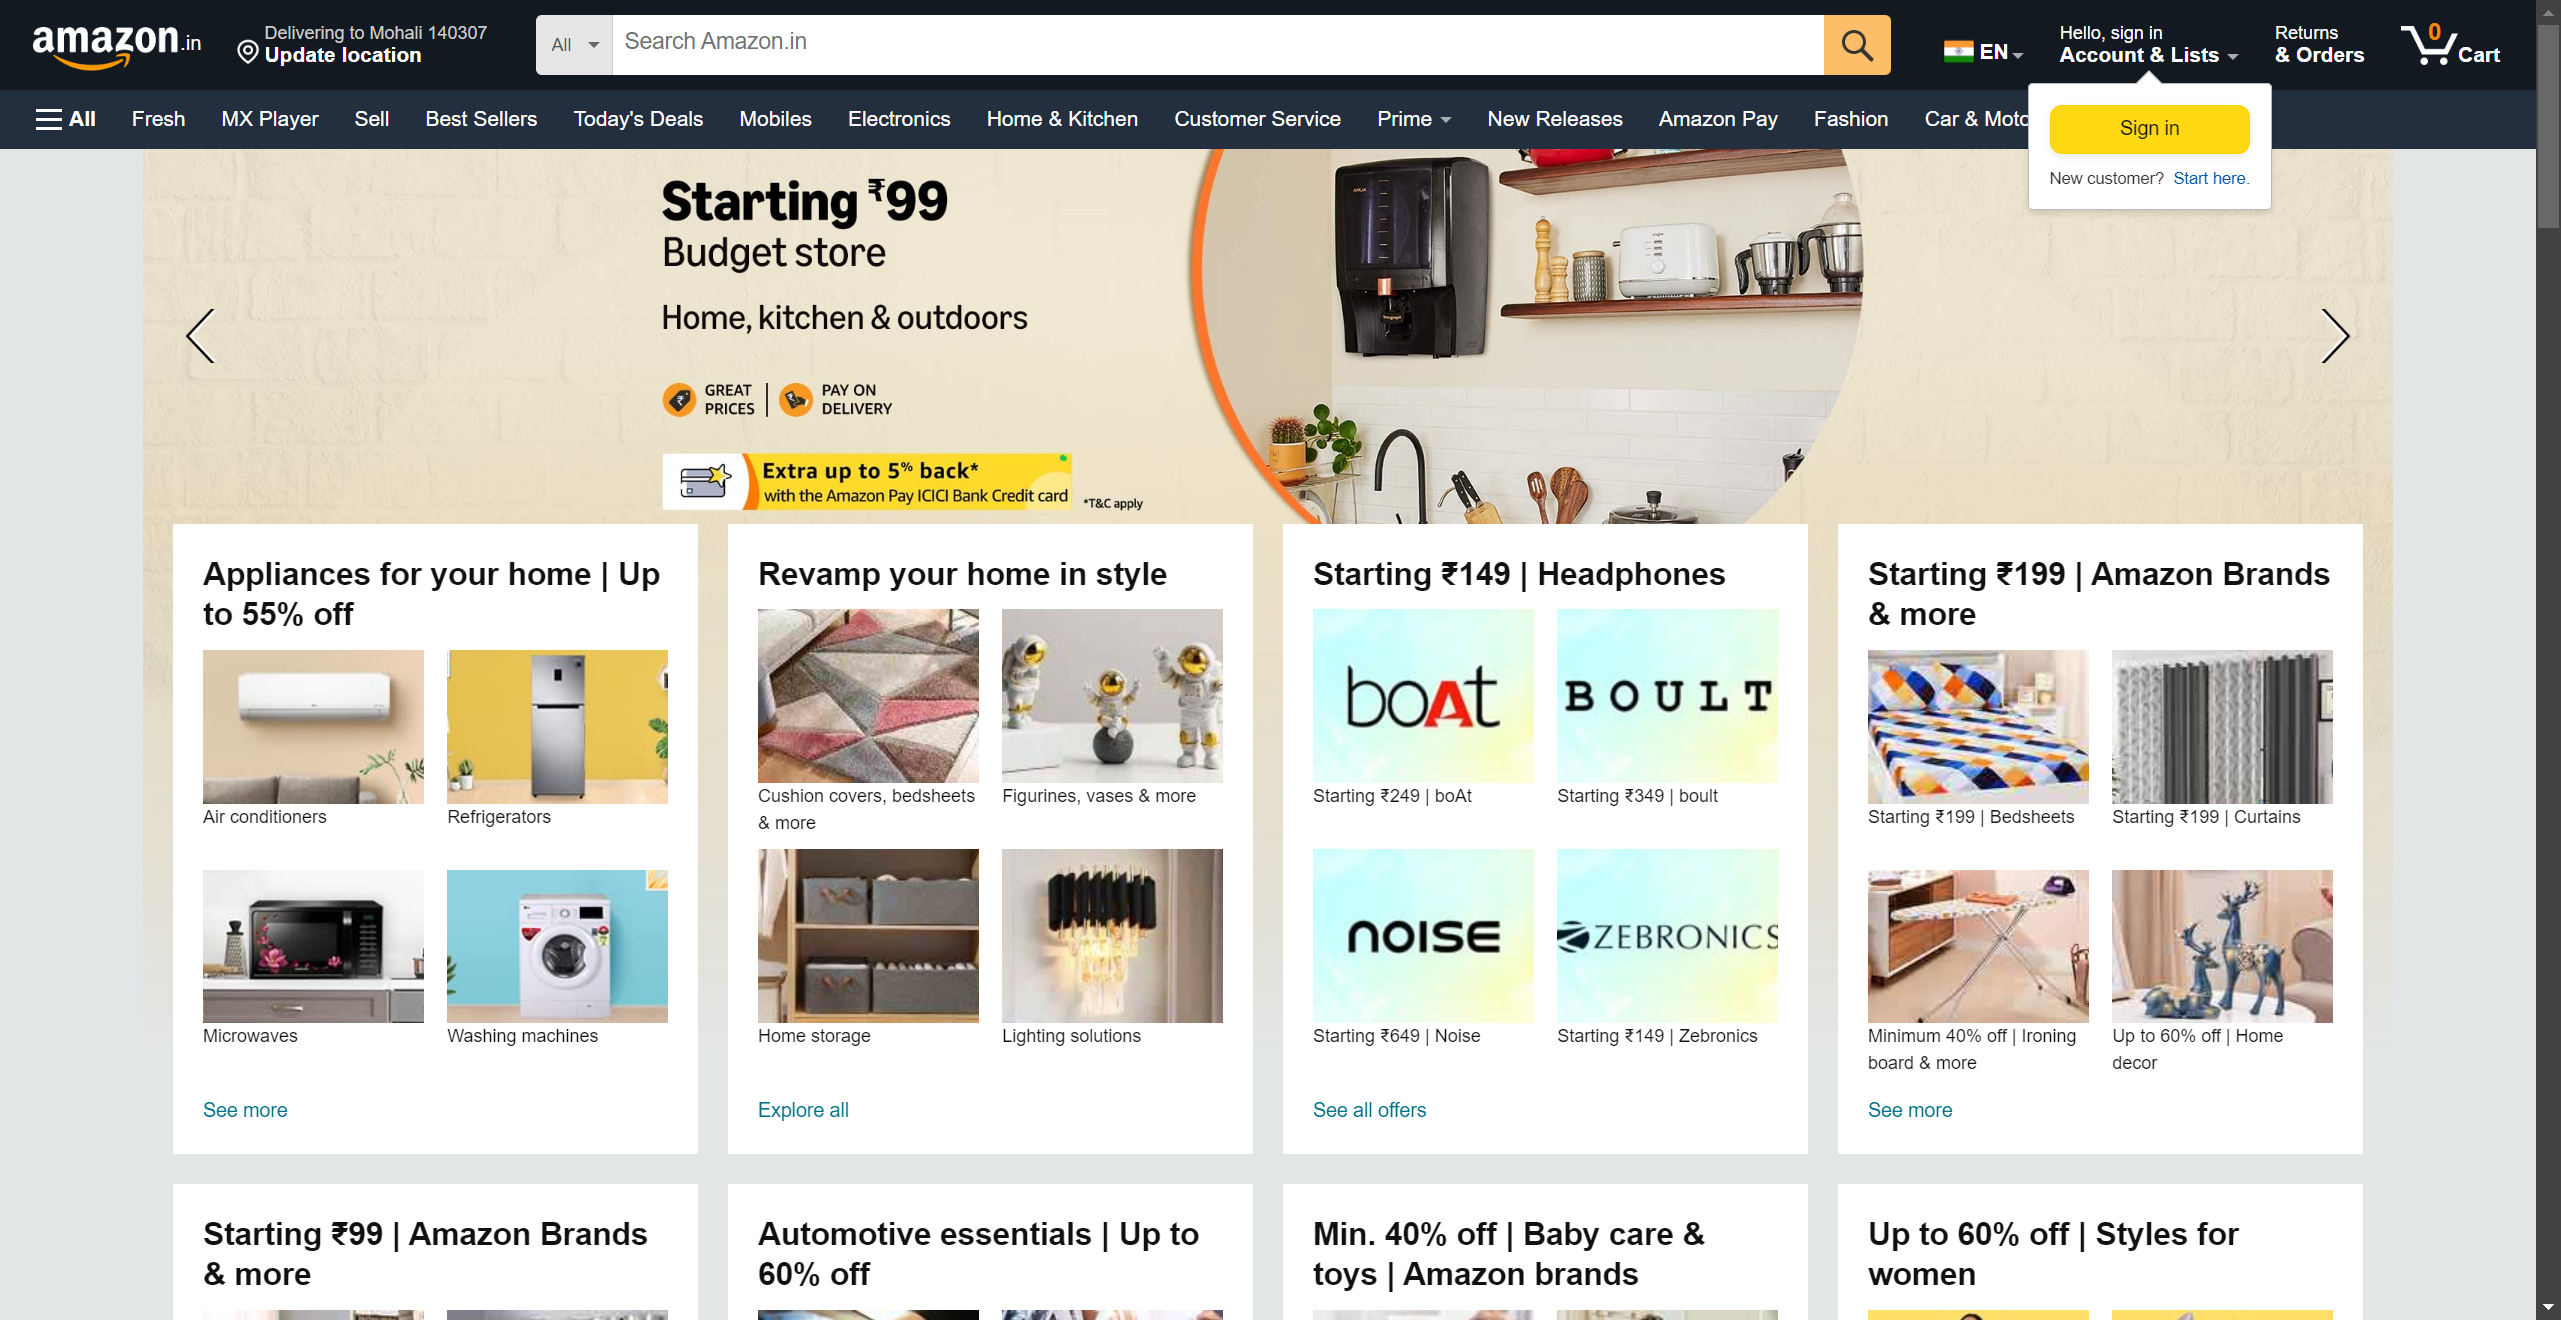 amazon.in
Delivering to Mohali 140307
Update location
All
Search Amazon.in
EN
Hello, sign in
Account & Lists
Returns
& Orders
0
Cart
All
Fresh
MX Player
Sell
Best Sellers
Today's Deals
Mobiles
Electronics
Home & Kitchen
Customer Service
Prime
New Releases
Amazon Pay
Fashion
Car & Moto
Sign in
New customer? Start here.
Starting ₹99
Budget store
Home, kitchen & outdoors
GREAT
PRICES
PAY ON
DELIVERY
Extra up to 5% back*
with the Amazon Pay ICICI Bank Credit card
*T&C apply
Appliances for your home | Up
to 55% off
Air conditioners
Refrigerators
Microwaves
Washing machines
See more
Revamp your home in style
Cushion covers, bedsheets
& more
Figurines, vases & more
Home storage
Lighting solutions
Explore all
Starting ₹149 | Headphones
boAt
BOULT
Starting ₹249 | boAt
Starting ₹349 | boult
NOISE
ZEBRONICS
Starting ₹649 | Noise
Starting ₹149 | Zebronics
See all offers
Starting ₹199 | Amazon Brands
& more
Starting ₹199 | Bedsheets
Starting ₹199 | Curtains
Minimum 40% off | Ironing
board & more
Up to 60% off | Home
decor
See more
Starting ₹99 | Amazon Brands
& more
Automotive essentials | Up to
60% off
Min. 40% off | Baby care &
toys | Amazon brands
Up to 60% off | Styles for
women